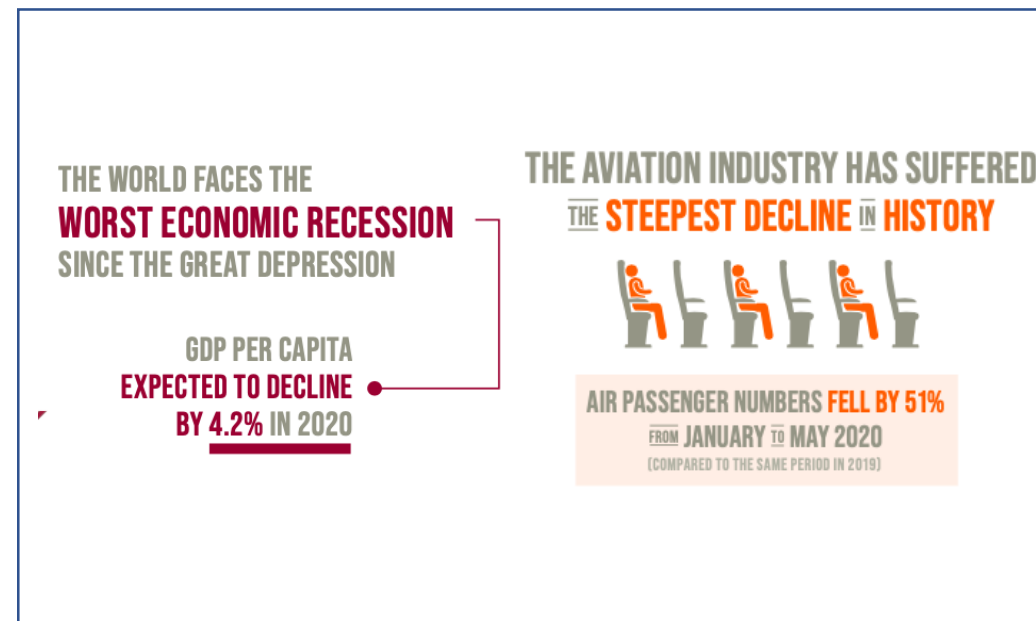 THE WORLD FACES THE
WORST ECONOMIC RECESSION
SINCE THE GREAT DEPRESSION
GDP PER CAPITA
EXPECTED TO DECLINE
BY 4.2% IN 2020
THE AVIATION INDUSTRY HAS SUFFERED
THE STEEPEST DECLINE IN HISTORY
AIR PASSENGER NUMBERS FELL BY 51%
FROM JANUARY TO MAY 2020
(COMPARED TO THE SAME PERIOD IN 2019)